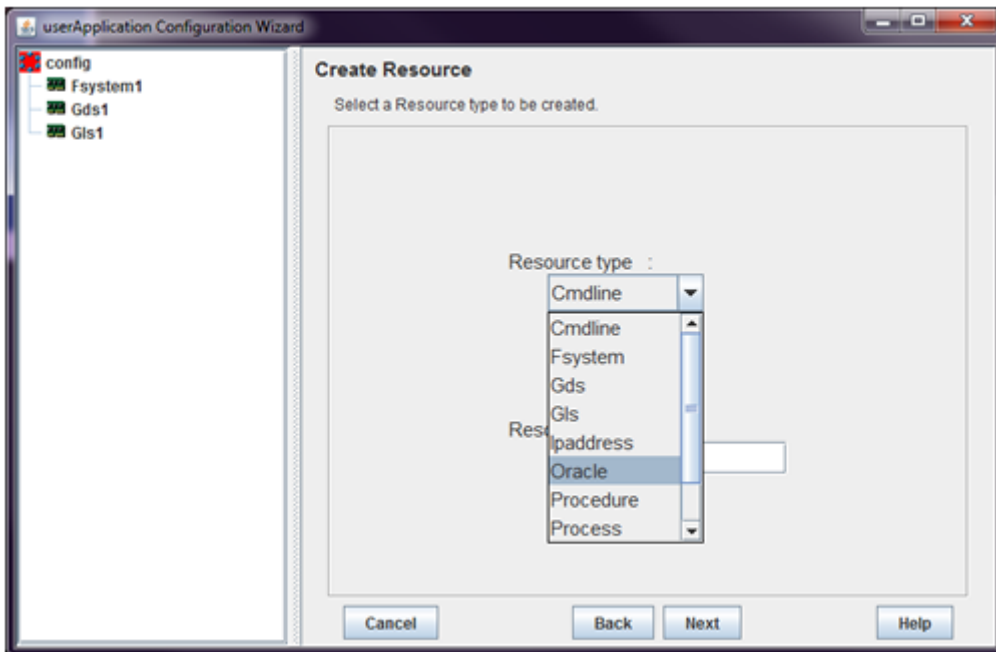 userApplication Configuration Wizard
config
Fsystem1
Gds1
Gls1
Create Resource
Select a Resource type to be created.
Resource type :
Cmdline
Cmdline
Fsystem
Gds
Gls
Ipaddress
Oracle
Procedure
Process
Cancel
Back
Next
Help